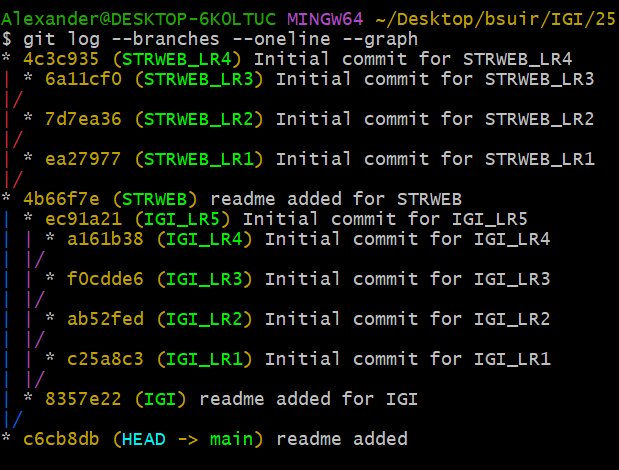 Alexander@DESKTOP-6K0LTUC MINGW64 ~/Desktop/bsuir/IGI/25
$ git log --branches --oneline --graph
* 4c3c935 (STRWEB_LR4) Initial commit for STRWEB_LR4
| * 6a11cf0 (STRWEB_LR3) Initial commit for STRWEB_LR3
|/
| * 7d7ea36 (STRWEB_LR2) Initial commit for STRWEB_LR2
|/
| * ea27977 (STRWEB_LR1) Initial commit for STRWEB_LR1
|/
* 4b66f7e (STRWEB) readme added for STRWEB
| * ec91a21 (IGI_LR5) Initial commit for IGI_LR5
| | * a161b38 (IGI_LR4) Initial commit for IGI_LR4
| |/
| | * f0cdde6 (IGI_LR3) Initial commit for IGI_LR3
| |/
| | * ab52fed (IGI_LR2) Initial commit for IGI_LR2
| |/
| | * c25a8c3 (IGI_LR1) Initial commit for IGI_LR1
| |/
| * 8357e22 (IGI) readme added for IGI
|/
* c6cb8db (HEAD -> main) readme added